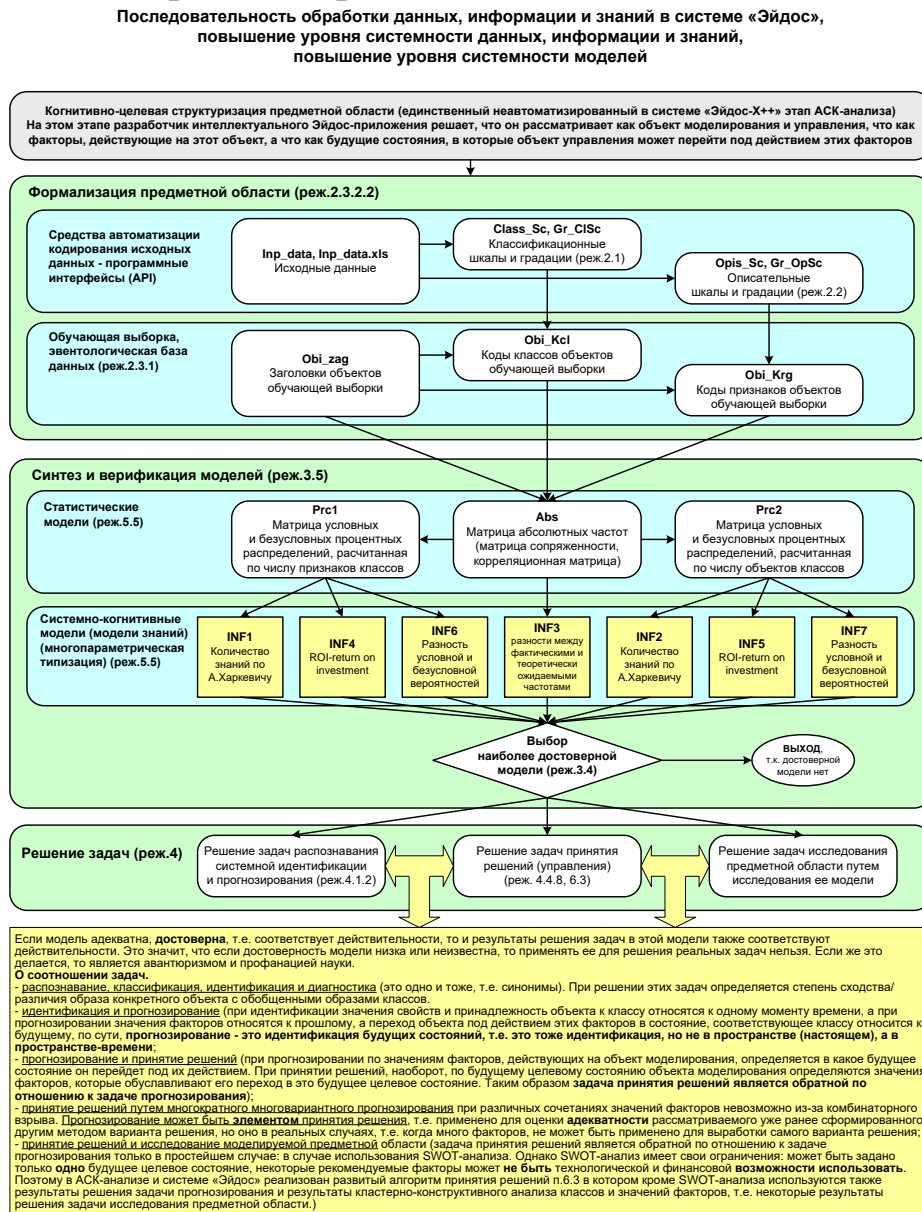 Последовательность обработки данных, информации и знаний в системе «Эйдос»,
повышение уровня системности данных, информации и знаний,
повышение уровня системности моделей
Когнитивно-целевая структуризация предметной области (единственный неавтоматизированный в системе «Эйдос-Х++» этап АСК-анализа)
На этом этапе разработчик интеллектуального Эйдос-приложения решает, что он рассматривает как объект моделирования и управления, что как
факторы, действующие на этот объект, а что как будущие состояния, в которые объект управления может перейти под действием этих факторов
Формализация предметной области (реж.2.3.2.2)
Средства автоматизации
кодирования исходных
данных - программные
интерфейсы (API)
Inp_data, Inp_data.xls
Исходные данные
Class_Sc, Gr_ClSc
Классификационные
шкалы и градации (реж.2.1)
Opis_Sc, Gr_OpSc
Описательные
шкалы и градации (реж.2.2)
Обучающая выборка,
эвентологическая база
данных (реж.2.3.1)
Obi_zag
Заголовки объектов
обучающей выборки
Obi_Kcl
Коды классов объектов
обучающей выборки
Obi_Krg
Коды признаков объектов
обучающей выборки
Синтез и верификация моделей (реж.3.5)
Статистические
модели (реж.5.5)
Prc1
Матрица условных
и безусловных процентных
распределений, расчитанная
по числу признаков классов
Abs
Матрица абсолютных частот
(матрица сопряженности,
корреляционная матрица)
Prc2
Матрица условных
и безусловных процентных
распределений, расчитанная
по числу объектов классов
Системно-когнитивные
модели (модели знаний)
(многопараметрическая
типизация) (реж.5.5)
INF1
Количество
знаний по
А.Харкевичу
INF4
ROI-return on
investment
INF6
Разность
условной и
безусловной
вероятностей
INF3
разности между
фактическими и
теоретически
ожидаемыми
частотами
INF2
Количество
знаний по
А.Харкевичу
INF5
ROI-return on
investment
INF7
Разность
условной и
безусловной
вероятностей
Выбор
наиболее достоверной
модели (реж.3.4)
ВЫХОД,
т.к. достоверной
модели нет
Решение задач (реж.4)
Решение задач распознавания
системной идентификации
и прогнозирования (реж.4.1.2)
Решение задач принятия
решений (управления)
(реж. 4.4.8, 6.3)
Решение задач исследования
предметной области путем
исследования ее модели
Если модель адекватна, достоверна, т.е. соответствует действительности, то и результаты решения задач в этой модели также соответствуют
действительности. Это значит, что если достоверность модели низка или неизвестна, то применять ее для решения реальных задач нельзя. Если же это
делается, то является авантюризмом и профанацией науки.
О соотношении задач.
- распознавание, классификация, идентификация и диагностика (это одно и тоже, т.е. синонимы). При решении этих задач определяется степень сходства/
различия образа конкретного объекта с обобщенными образами классов.
- идентификация и прогнозирование (при идентификации значения свойств и принадлежность объекта к классу относятся к одному моменту времени, а при
прогнозировании значения факторов относятся к прошлому, а переход объекта под действием этих факторов в состояние, соответствующее классу относится к
будущему, по сути, прогнозирование - это идентификация будущих состояний, т.е. это тоже идентификация, но не в пространстве (настоящем), а в
пространстве-времени;
- прогнозирование и принятие решений (при прогнозировании по значениям факторов, действующих на объект моделирования, определяется в какое будущее
состояние он перейдет под их действием. При принятии решений, наоборот, по будущему целевому состоянию объекта моделирования определяются значения
факторов, которые обуславливают его переход в это будущее целевое состояние. Таким образом задача принятия решений является обратной по
отношению к задаче прогнозирования);
- принятие решений путем многократного многовариантного прогнозирования при различных сочетаниях значений факторов невозможно из-за комбинаторного
взрыва. Прогнозирование может быть элементом принятия решения, т.е. применено для оценки адекватности рассматриваемого уже ранее сформированного
другим методом варианта решения, но оно в реальных случаях, т.е. когда много факторов, не может быть применено для выработки самого варианта решения;
- принятие решений и исследование моделируемой предметной области (задача принятия решений является обратной по отношению к задаче
прогнозирования только в простейшем случае: в случае использования SWOT-анализа. Однако SWOT-анализ имеет свои ограничения: может быть задано
только одно будущее целевое состояние, некоторые рекомендуемые факторы может не быть технологической и финансовой возможности использовать.
Поэтому в АСК-анализе и системе «Эйдос» реализован развитый алгоритм принятия решений п.6.3 в котором кроме SWOT-анализа используются также
результаты решения задачи прогнозирования и результаты кластерно-конструктивного анализа классов и значений факторов, т.е. некоторые результаты
решения задачи исследования предметной области.)